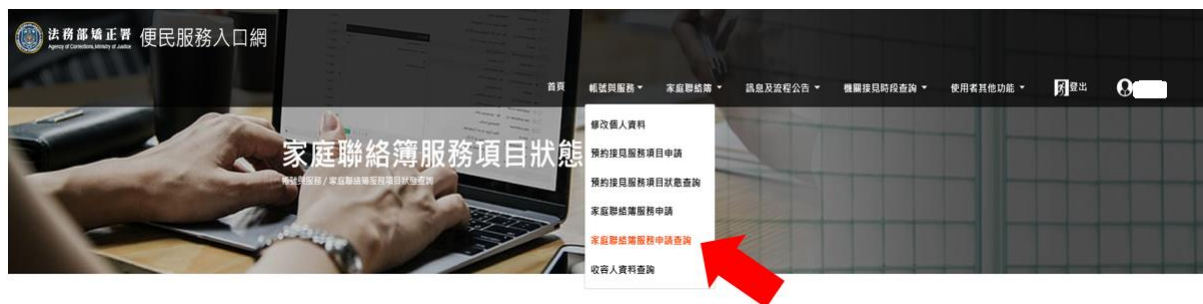 法務部矯正署 便民服務入口網
Agency of Corrections, Ministry of Justice
首頁 帳號與服務 家庭聯絡簿 訊息及流程公告 機關接見時段查詢 使用者其他功能 登出
修改個人資料
預約接見服務項目申請
預約接見服務項目狀態查詢
家庭聯絡簿服務申請
家庭聯絡簿服務申請查詢
收容人資料查詢
家庭聯絡簿服務項目狀態
帳號與服務 / 家庭聯絡簿服務項目狀態查詢